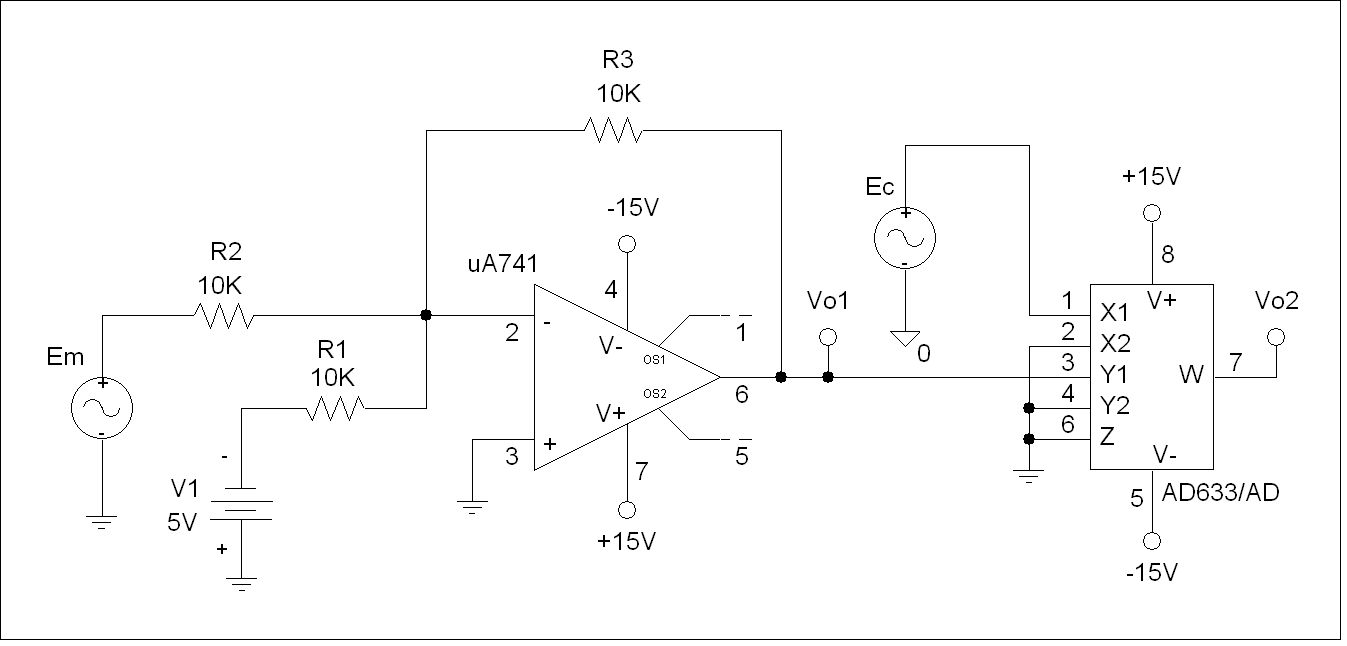 R3
10K
Ec
+15V
-15V
8
R2
10K
uA741
4
Vo1
1
X1
V+
Vo2
+
-
2
-
V-
OS1
1
2
X2
Em
R1
10K
0
3
Y1
W
7
+
-
OS2
6
4
Y2
V+
6
Z
3
+
5
V-
-
7
V1
5V
5
AD633/AD
+
+15V
-15V